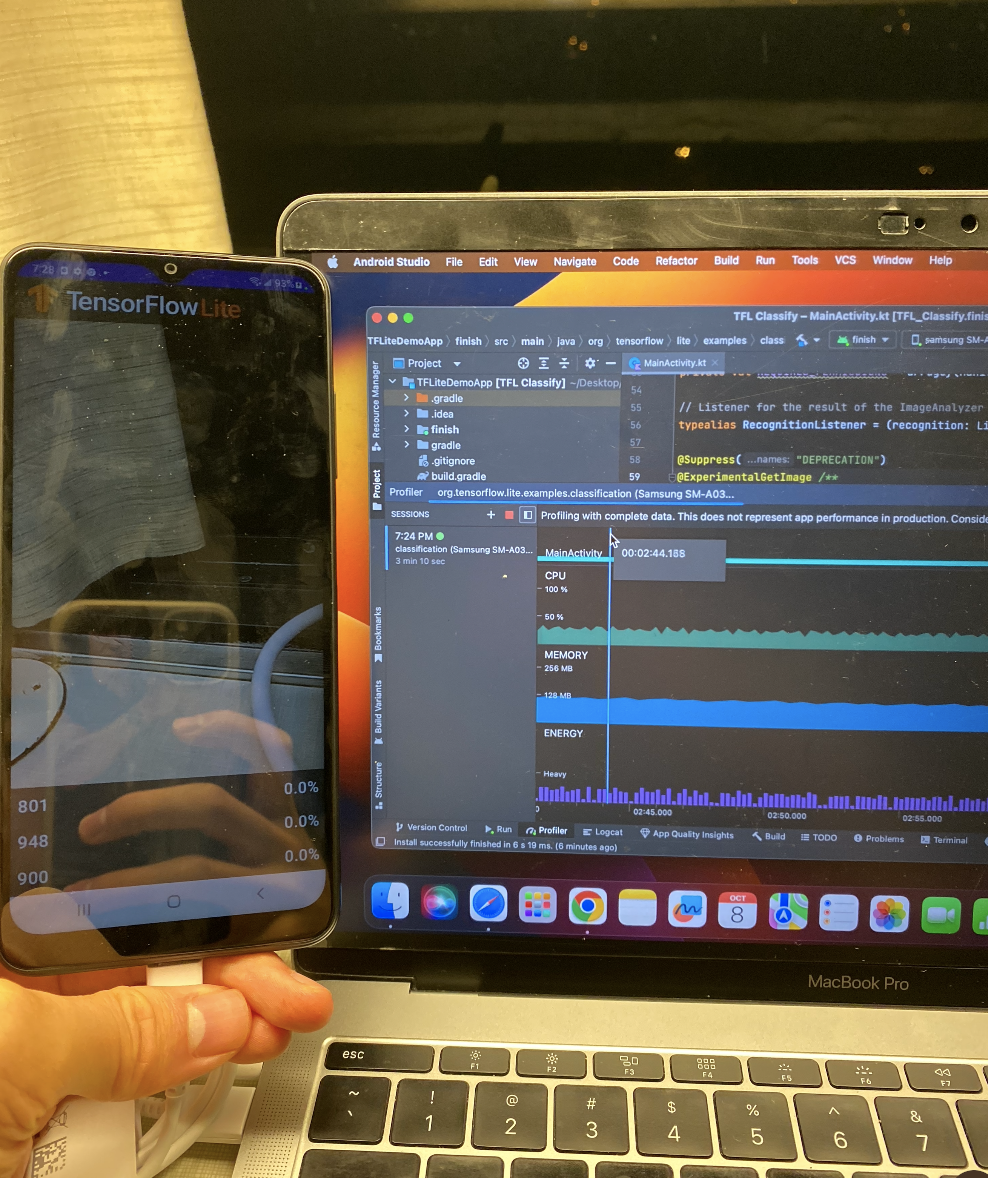 7:28
93%
TensorFlow Lite
801 0.0%
948 0.0%
900 0.0%
Android Studio File Edit View Navigate Code Refactor Build Run Tools VCS Window Help
TFL Classify – MainActivity.kt [TFL_Classify.finis
TFLiteDemoApp finish src main java org tensorflow lite examples class finish samsung SM-A
Resource Manager
Project
Bookmarks
Build Variants
Structure
Project MainActivity.kt
TFLiteDemoApp [TFL Classify] ~/Desktop/
.gradle
.idea
finish
gradle
.gitignore
build.gradle
54
55 // Listener for the result of the ImageAnalyzer
56 typealias RecognitionListener = (recognition: Li
57
58 @Suppress( ...names: "DEPRECATION")
59 @ExperimentalGetImage /**
Profiler org.tensorflow.lite.examples.classification (Samsung SM-A03...
SESSIONS Profiling with complete data. This does not represent app performance in production. Conside
7:24 PM
classification (Samsung SM-A03...
3 min 10 sec
MainActivity 00:02:44.188
CPU
100 %
50 %
MEMORY
256 MB
128 MB
ENERGY
Heavy
02:45.000 02:50.000 02:55.000
Version Control Run Profiler Logcat App Quality Insights Build TODO Problems Terminal
Install successfully finished in 6 s 19 ms. (6 minutes ago)
OCT
8
MacBook Pro
esc F1 F2 F3 F4 F5 F6 F7
~ ! @ # $ % ^ &
` 1 2 3 4 5 6 7